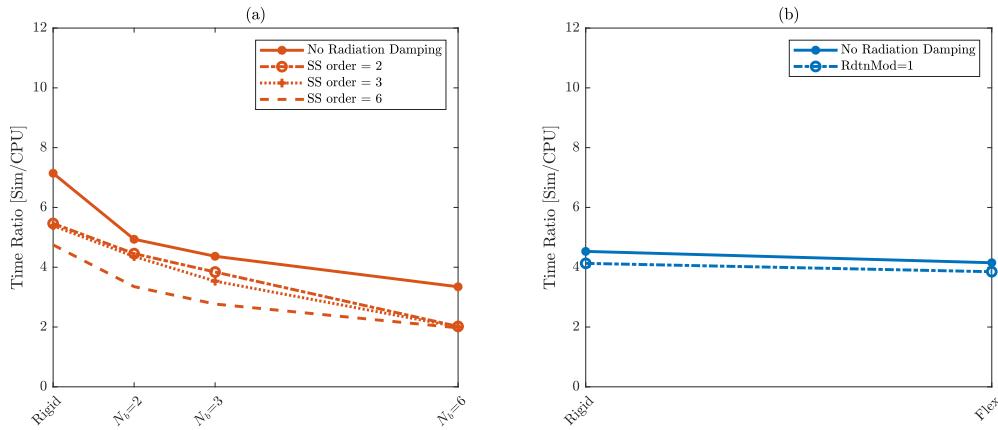 (a)
12
10
8
6
4
2
0
Time Ratio [Sim/CPU]
No Radiation Damping
SS order = 2
SS order = 3
SS order = 6
Rigid
N_b=2
N_b=3
N_b=6
(b)
12
10
8
6
4
2
0
Time Ratio [Sim/CPU]
No Radiation Damping
RdtnMod=1
Rigid
Flex